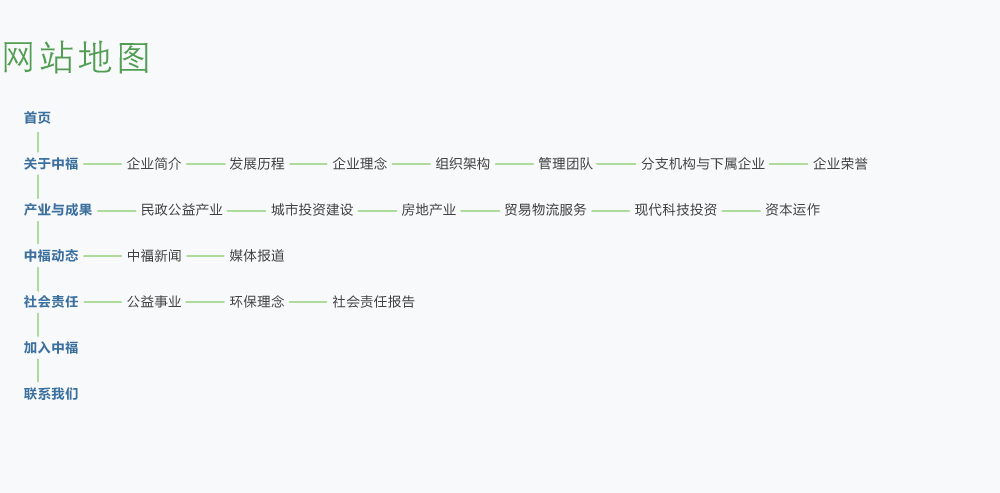 网站地图
首页
关于中福 企业简介 发展历程 企业理念 组织架构 管理团队 分支机构与下属企业 企业荣誉
产业与成果 民政公益产业 城市投资建设 房地产业 贸易物流服务 现代科技投资 资本运作
中福动态 中福新闻 媒体报道
社会责任 公益事业 环保理念 社会责任报告
加入中福
联系我们